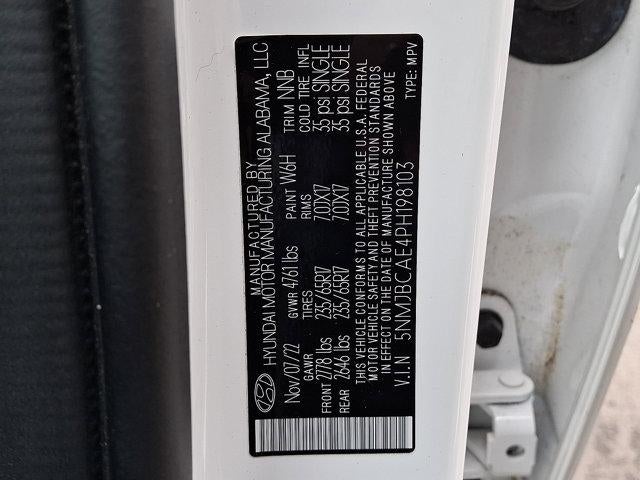 MANUFACTURED BY
HYUNDAI MOTOR MANUFACTURING ALABAMA, LLC
Nov/07/22 GVWR 4761 lbs PAINT W6H TRIM NNB
GAWR TIRES RIMS COLD TIRE INFL
FRONT 2778 lbs 235/65R17 7.0JX17 35 psi SINGLE
REAR 2646 lbs 235/65R17 7.0JX17 35 psi SINGLE
THIS VEHICLE CONFORMS TO ALL APPLICABLE U.S.A. FEDERAL
MOTOR VEHICLE SAFETY AND THEFT PREVENTION STANDARDS
IN EFFECT ON THE DATE OF MANUFACTURE SHOWN ABOVE
V.I.N 5NMJBCAE4PH198103 TYPE: MPV